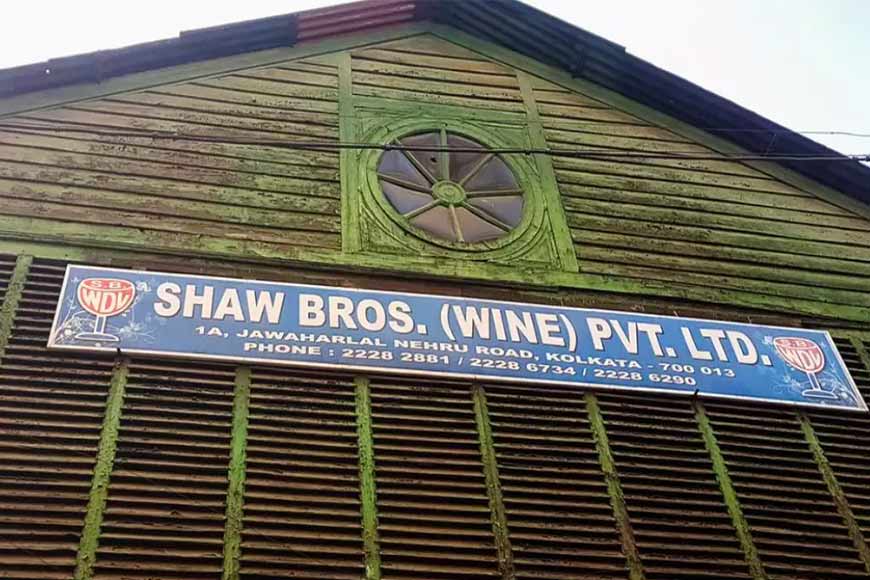 S.B.
WDV
SHAW BROS. (WINE) PVT. LTD.
1A, JAWAHARLAL NEHRU ROAD, KOLKATA - 700 013
PHONE : 2228 2881 / 2228 6734 / 2228 6290
S.B.
WDV